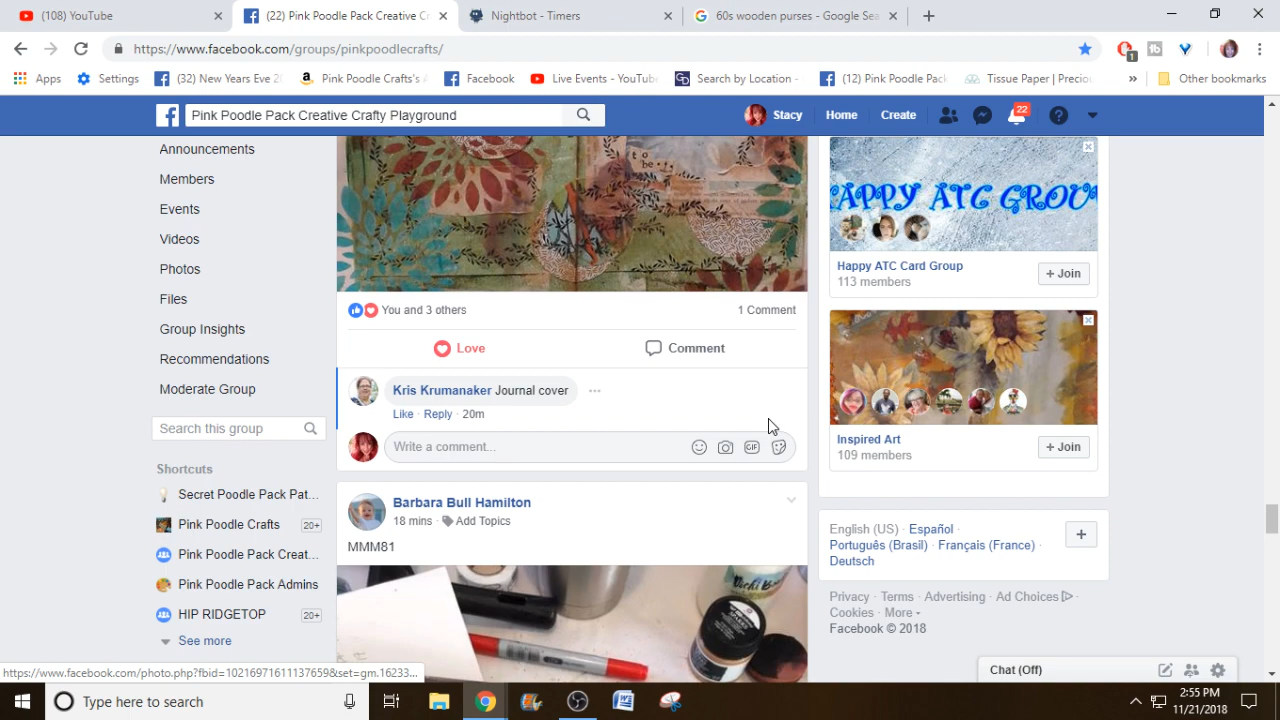 (108) YouTube
(22) Pink Poodle Pack Creative Cr
Nightbot - Timers
60s wooden purses - Google Sea
https://www.facebook.com/groups/pinkpoodlecrafts/
Apps
Settings
(32) New Years Eve 20
Pink Poodle Crafts's A
Facebook
Live Events - YouTube
Search by Location -
(12) Pink Poodle Pack
Tissue Paper | Preciou
Other bookmarks
Pink Poodle Pack Creative Crafty Playground
Stacy
Home
Create
22
Announcements
Members
Events
Videos
Photos
Files
Group Insights
Recommendations
Moderate Group
Search this group
Shortcuts
Secret Poodle Pack Pat...
Pink Poodle Crafts 20+
Pink Poodle Pack Creat...
Pink Poodle Pack Admins
HIP RIDGETOP 20+
See more
to
be
You and 3 others
1 Comment
Love
Comment
Kris Krumanaker Journal cover
Like · Reply · 20m
Write a comment...
GIF
Barbara Bull Hamilton
18 mins · Add Topics
MMM81
HAPPY ATC GROUP
Happy ATC Card Group
113 members
+ Join
Inspired Art
109 members
+ Join
English (US) · Español ·
Português (Brasil) · Français (France) ·
Deutsch
Privacy · Terms · Advertising · Ad Choices ·
Cookies · More
Facebook © 2018
Chat (Off)
https://www.facebook.com/photo.php?fbid=10216971611137659&set=gm.16233...
Type here to search
2:55 PM
11/21/2018